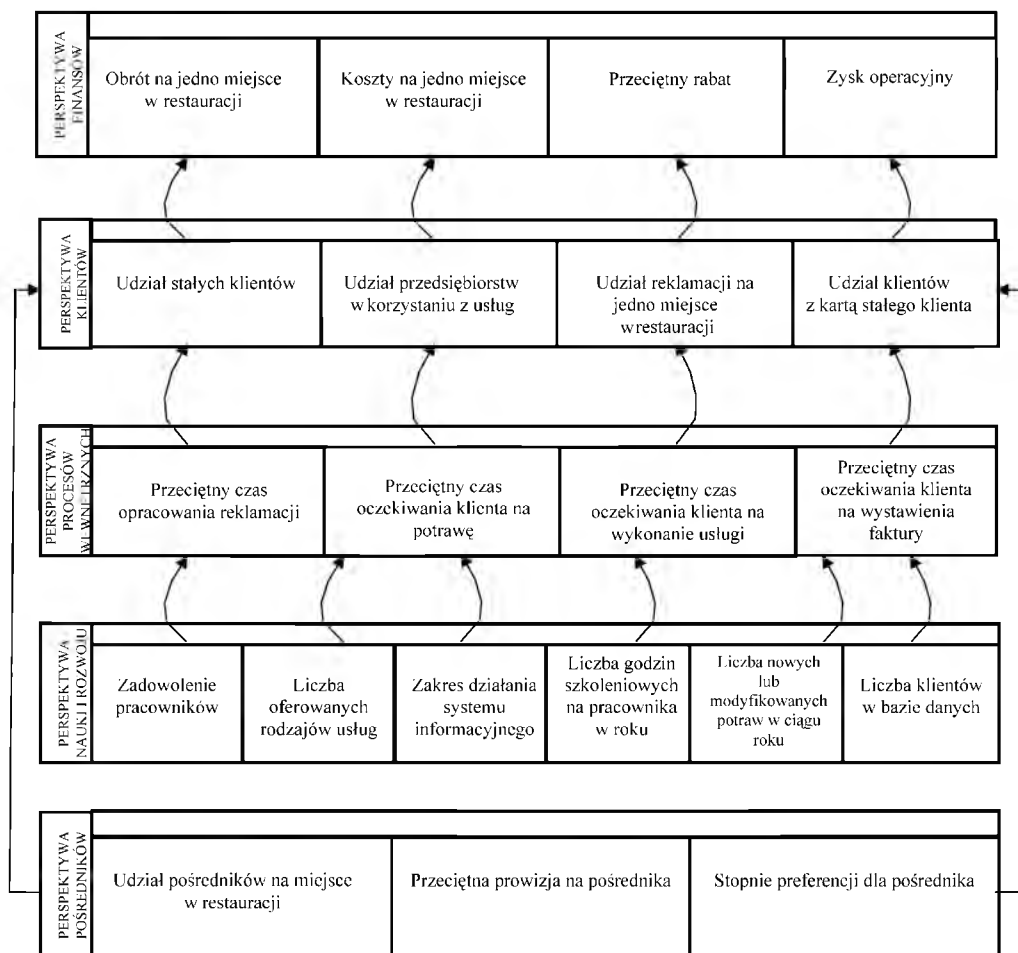 PERSPEKTYWA
FINANSÓW
Obrót na jedno miejsce
w restauracji
Koszty na jedno miejsce
w restauracji
Przeciętny rabat
Zysk operacyjny
PERSPEKTYWA
KLIENTÓW
Udział stałych klientów
Udział przedsiębiorstw
w korzystaniu z usług
Udział reklamacji na
jedno miejsce
wrestauracji
Udział klientów
z kartą stałego klienta
PERSPEKTYWA
PROCESÓW
WEWNĘTRZNYCH
Przeciętny czas
opracowania reklamacji
Przeciętny czas
oczekiwania klienta na
potrawę
Przeciętny czas
oczekiwania klienta na
wykonanie usługi
Przeciętny czas
oczekiwania klienta
na wystawienia
faktury
PERSPEKTYWA
NAUKI I ROZWOJU
Zadowolenie
pracowników
Liczba
oferowanych
rodzajów usług
Zakres działania
systemu
informacyjnego
Liczba godzin
szkoleniowych
na pracownika
w roku
Liczba nowych
lub
modyfikowanych
potraw w ciągu
roku
Liczba klientów
w bazie danych
PERSPEKTYWA
POŚREDNIKÓW
Udział pośredników na miejsce
w restauracji
Przeciętna prowizja na pośrednika
Stopnie preferencji dla pośrednika